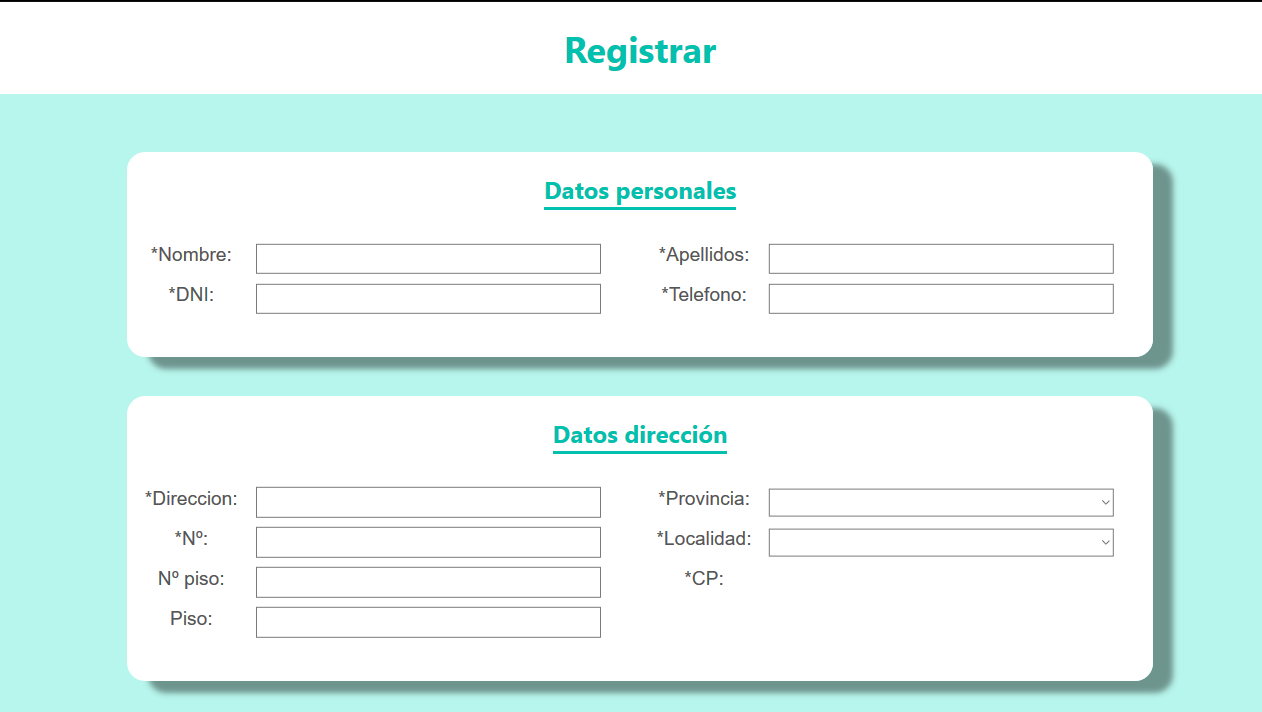 Registrar
Datos personales
*Nombre:
*Apellidos:
*DNI:
*Telefono:
Datos dirección
*Direccion:
*Provincia:
*Nº:
*Localidad:
Nº piso:
*CP:
Piso: